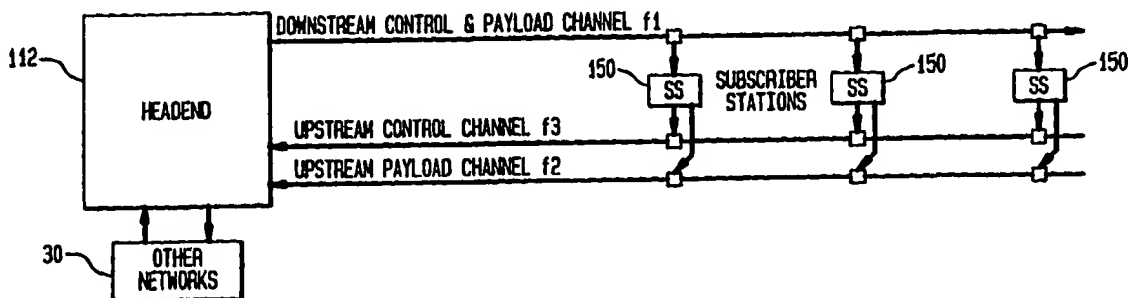 DOWNSTREAM CONTROL & PAYLOAD CHANNEL f1
112
HEADEND
150
SS
SUBSCRIBER
STATIONS
150
SS
150
SS
UPSTREAM CONTROL CHANNEL f3
UPSTREAM PAYLOAD CHANNEL f2
30
OTHER
NETWORKS